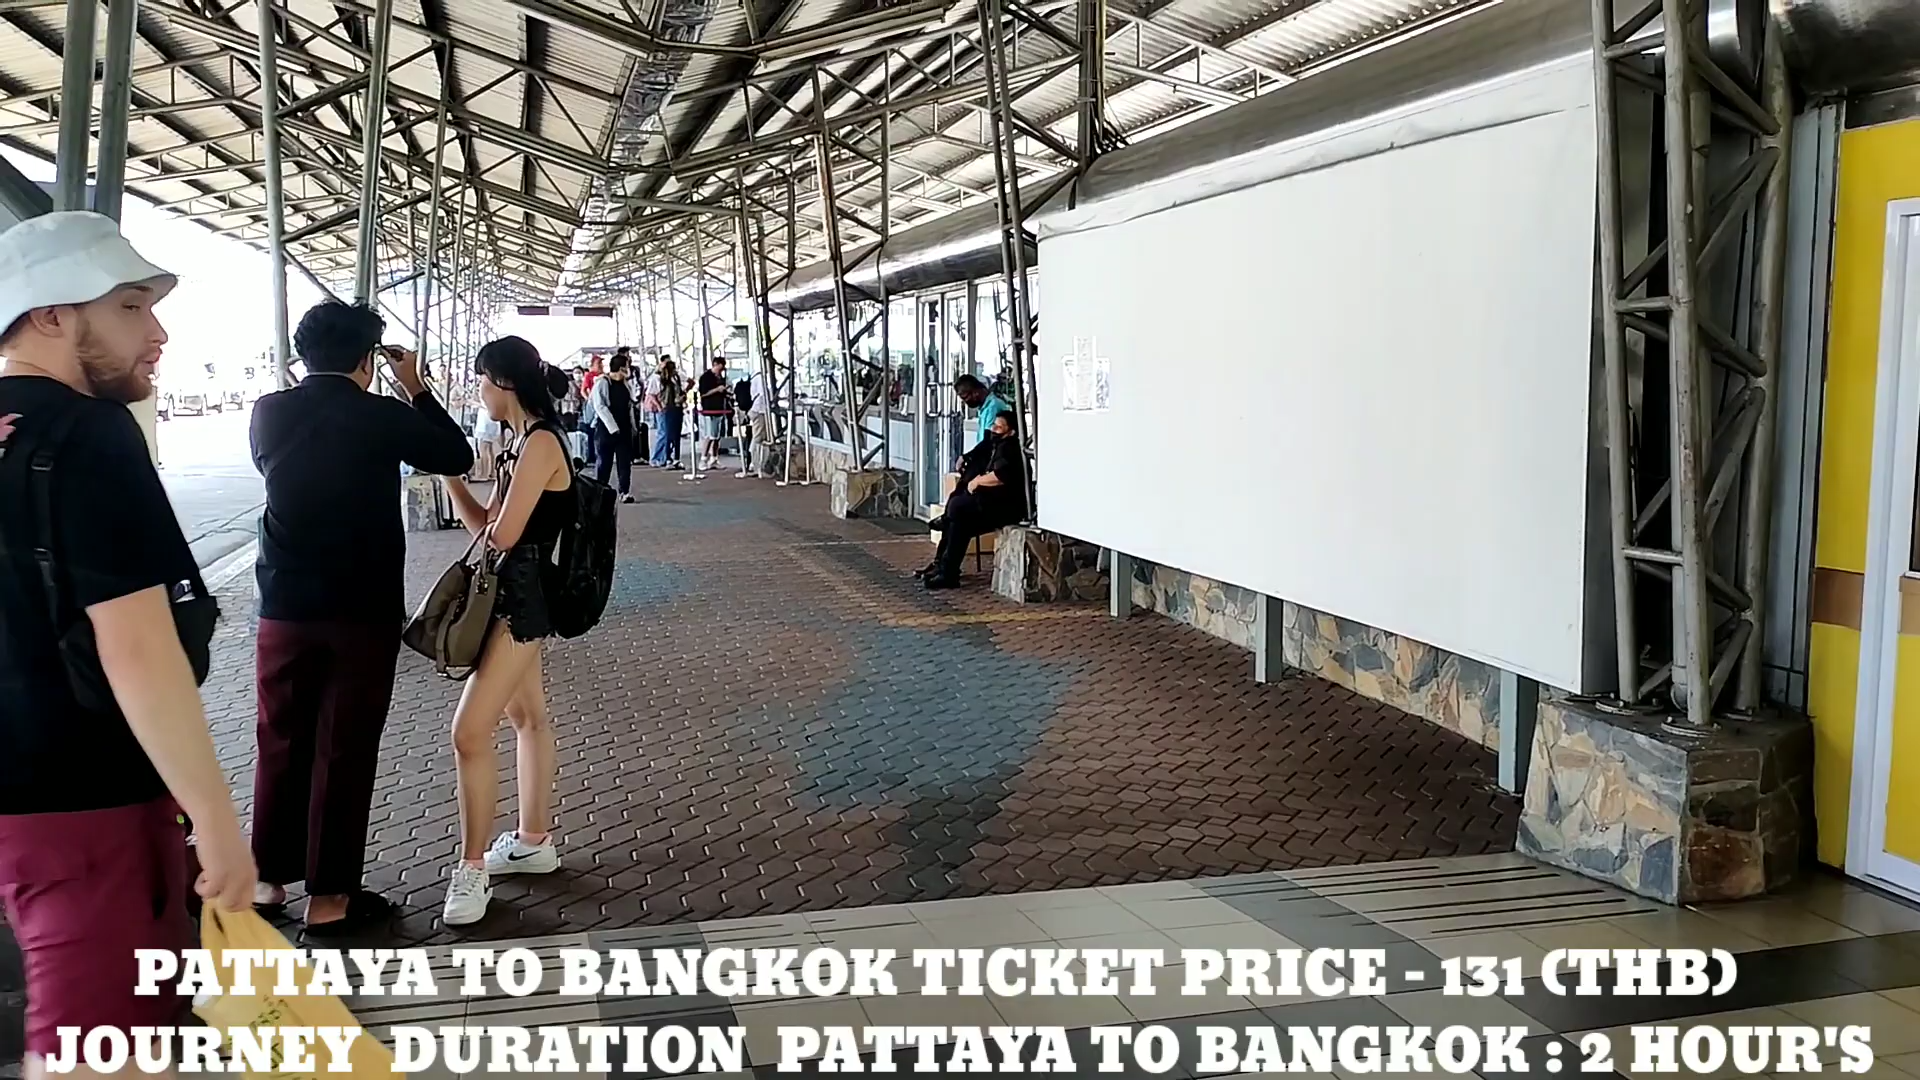 PATTAYA TO BANGKOK TICKET PRICE - 131 (THB)
JOURNEY DURATION PATTAYA TO BANGKOK : 2 HOUR'S